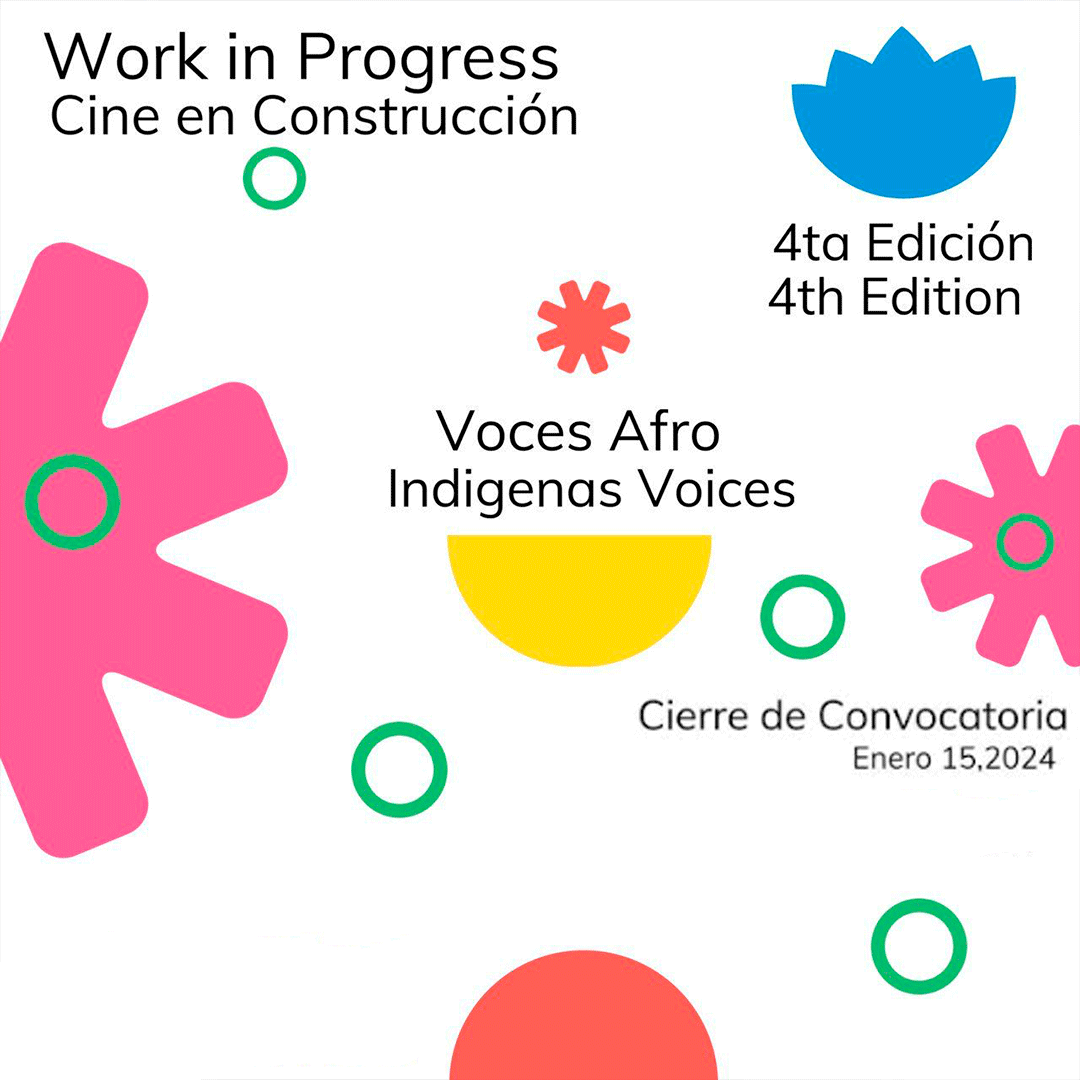 Work in Progress
Cine en Construcción
4ta Edición
4th Edition
Voces Afro
Indigenas Voices
Cierre de Convocatoria
Enero 15,2024